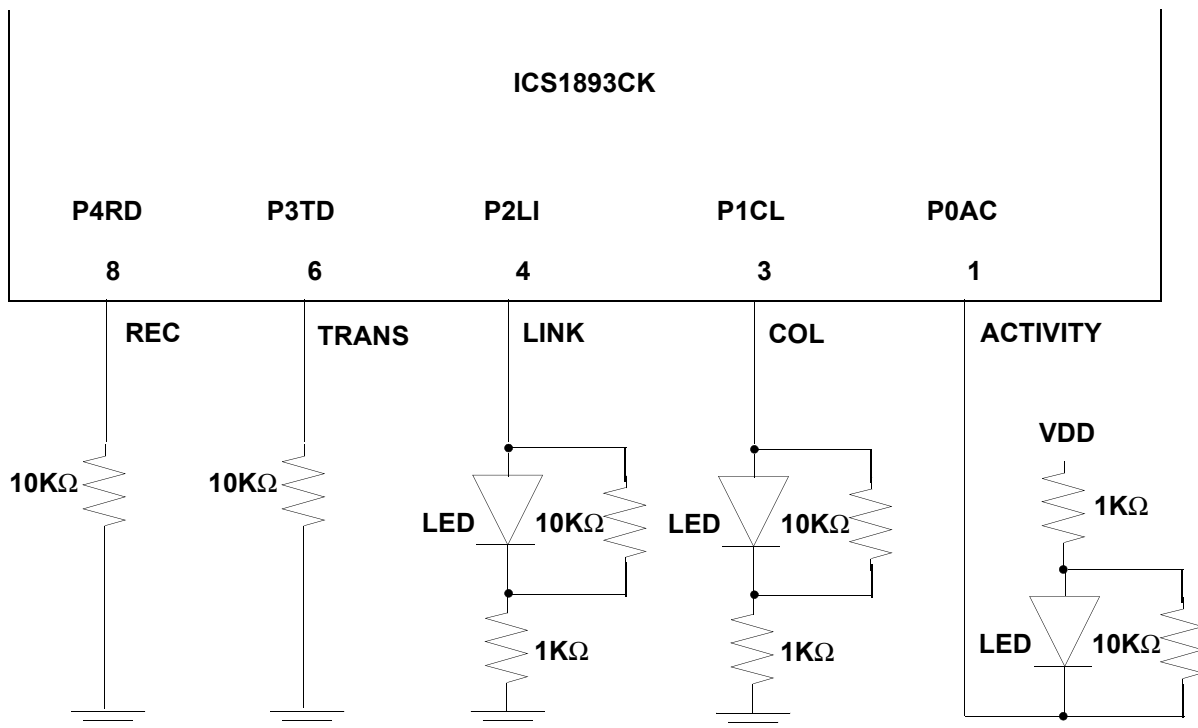 ICS1893CK
P4RD P3TD P2LI P1CL P0AC
8 6 4 3 1
REC TRANS LINK COL ACTIVITY
VDD
10KΩ 10KΩ 1KΩ
LED 10KΩ LED 10KΩ
1KΩ 1KΩ LED 10KΩ